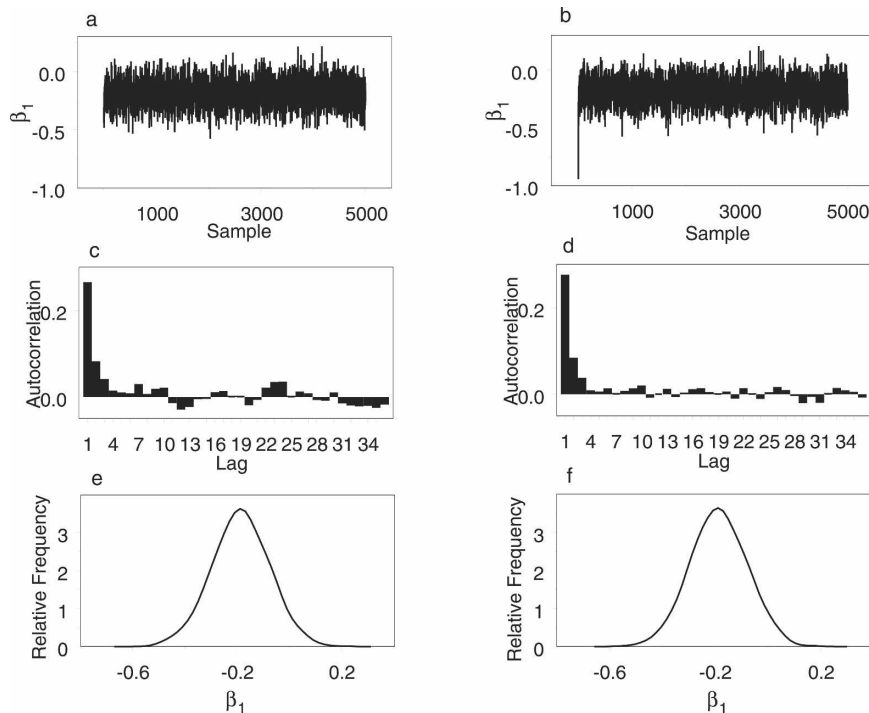 a
0.0
-0.5
-1.0
β1
1000 3000 5000
Sample
b
0.0
-0.5
-1.0
β1
1000 3000 5000
Sample
c
0.2
0.0
Autocorrelation
1 4 7 10 13 16 19 22 25 28 31 34
Lag
d
0.2
0.0
Autocorrelation
1 4 7 10 13 16 19 22 25 28 31 34
Lag
e
3
2
1
0
Relative Frequency
-0.6 -0.2 0.2
β1
f
3
2
1
0
Relative Frequency
-0.6 -0.2 0.2
β1